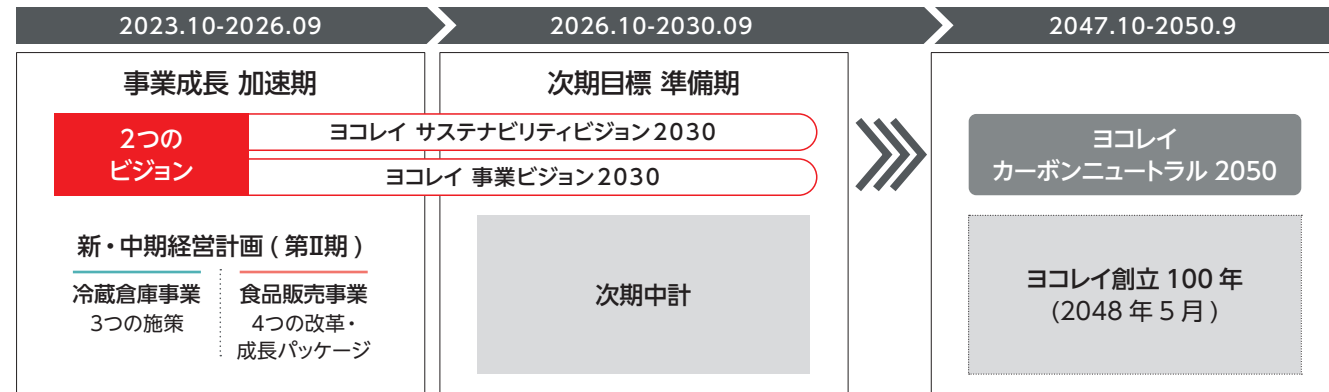 2023.10-2026.09
2026.10-2030.09
2047.10-2050.9
事業成長 加速期
次期目標 準備期
2つの
ビジョン
ヨコレイ サステナビリティビジョン2030
ヨコレイ 事業ビジョン2030
ヨコレイ
カーボンニュートラル 2050
新・中期経営計画 ( 第Ⅱ期 )
冷蔵倉庫事業
3つの施策
食品販売事業
4つの改革・
成長パッケージ
次期中計
ヨコレイ創立 100 年
(2048 年 5 月 )